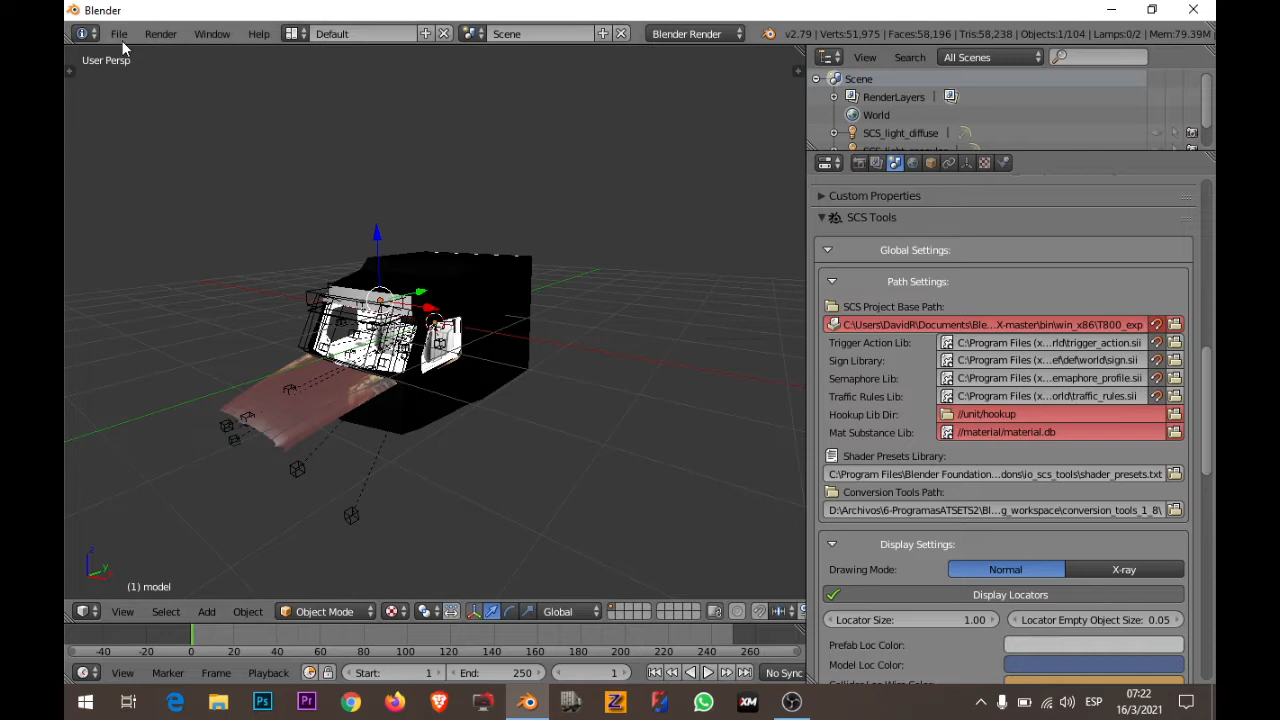 Blender
File Render Window Help Default Scene Blender Render v2.79 | Verts:51,975 | Faces:58,196 | Tris:58,238 | Objects:1/104 | Lamps:0/2 | Mem:79.39M
User Persp
View Search All Scenes
Scene
RenderLayers
World
SCS_light_diffuse
Custom Properties
SCS Tools
Global Settings:
Path Settings:
SCS Project Base Path:
C:\Users\DavidR\Documents\Ble...X-master\bin\win_x86\T800_exp
Trigger Action Lib: C:\Program Files (x...rld\trigger_action.sii
Sign Library: C:\Program Files (x...ef\def\world\sign.sii
Semaphore Lib: C:\Program Files (x...emaphore_profile.sii
Traffic Rules Lib: C:\Program Files (x...orld\traffic_rules.sii
Hookup Lib Dir: //unit/hookup
Mat Substance Lib: //material/material.db
Shader Presets Library:
C:\Program Files\Blender Foundation...dons\io_scs_tools\shader_presets.txt
Conversion Tools Path:
D:\Archivos\6-ProgramasATSETS2\Bl...g_workspace\conversion_tools_1_8\
Display Settings:
Drawing Mode: Normal X-ray
Display Locators
Locator Size: 1.00 Locator Empty Object Size: 0.05
Prefab Loc Color:
Model Loc Color:
z
y
(1) model
View Select Add Object Object Mode Global
-40 -20 0 20 40 60 80 100 120 140 160 180 200 220 240 260
View Marker Frame Playback Start: 1 End: 250 1 No Sync
Ps Pr Z XM ESP 07:22
16/3/2021